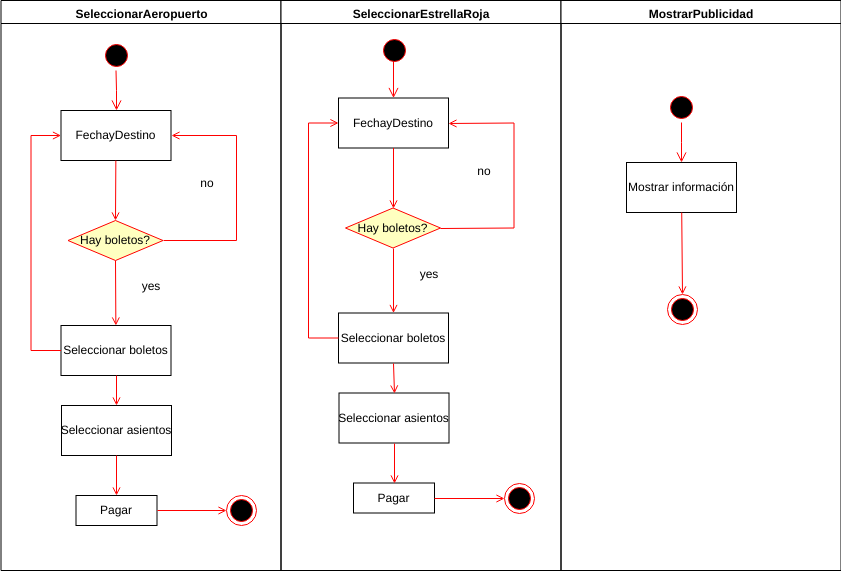 SeleccionarAeropuerto
FechayDestino
no
Hay boletos?
yes
Seleccionar boletos
Seleccionar asientos
Pagar
SeleccionarEstrellaRoja
FechayDestino
no
Hay boletos?
yes
Seleccionar boletos
Seleccionar asientos
Pagar
MostrarPublicidad
Mostrar información